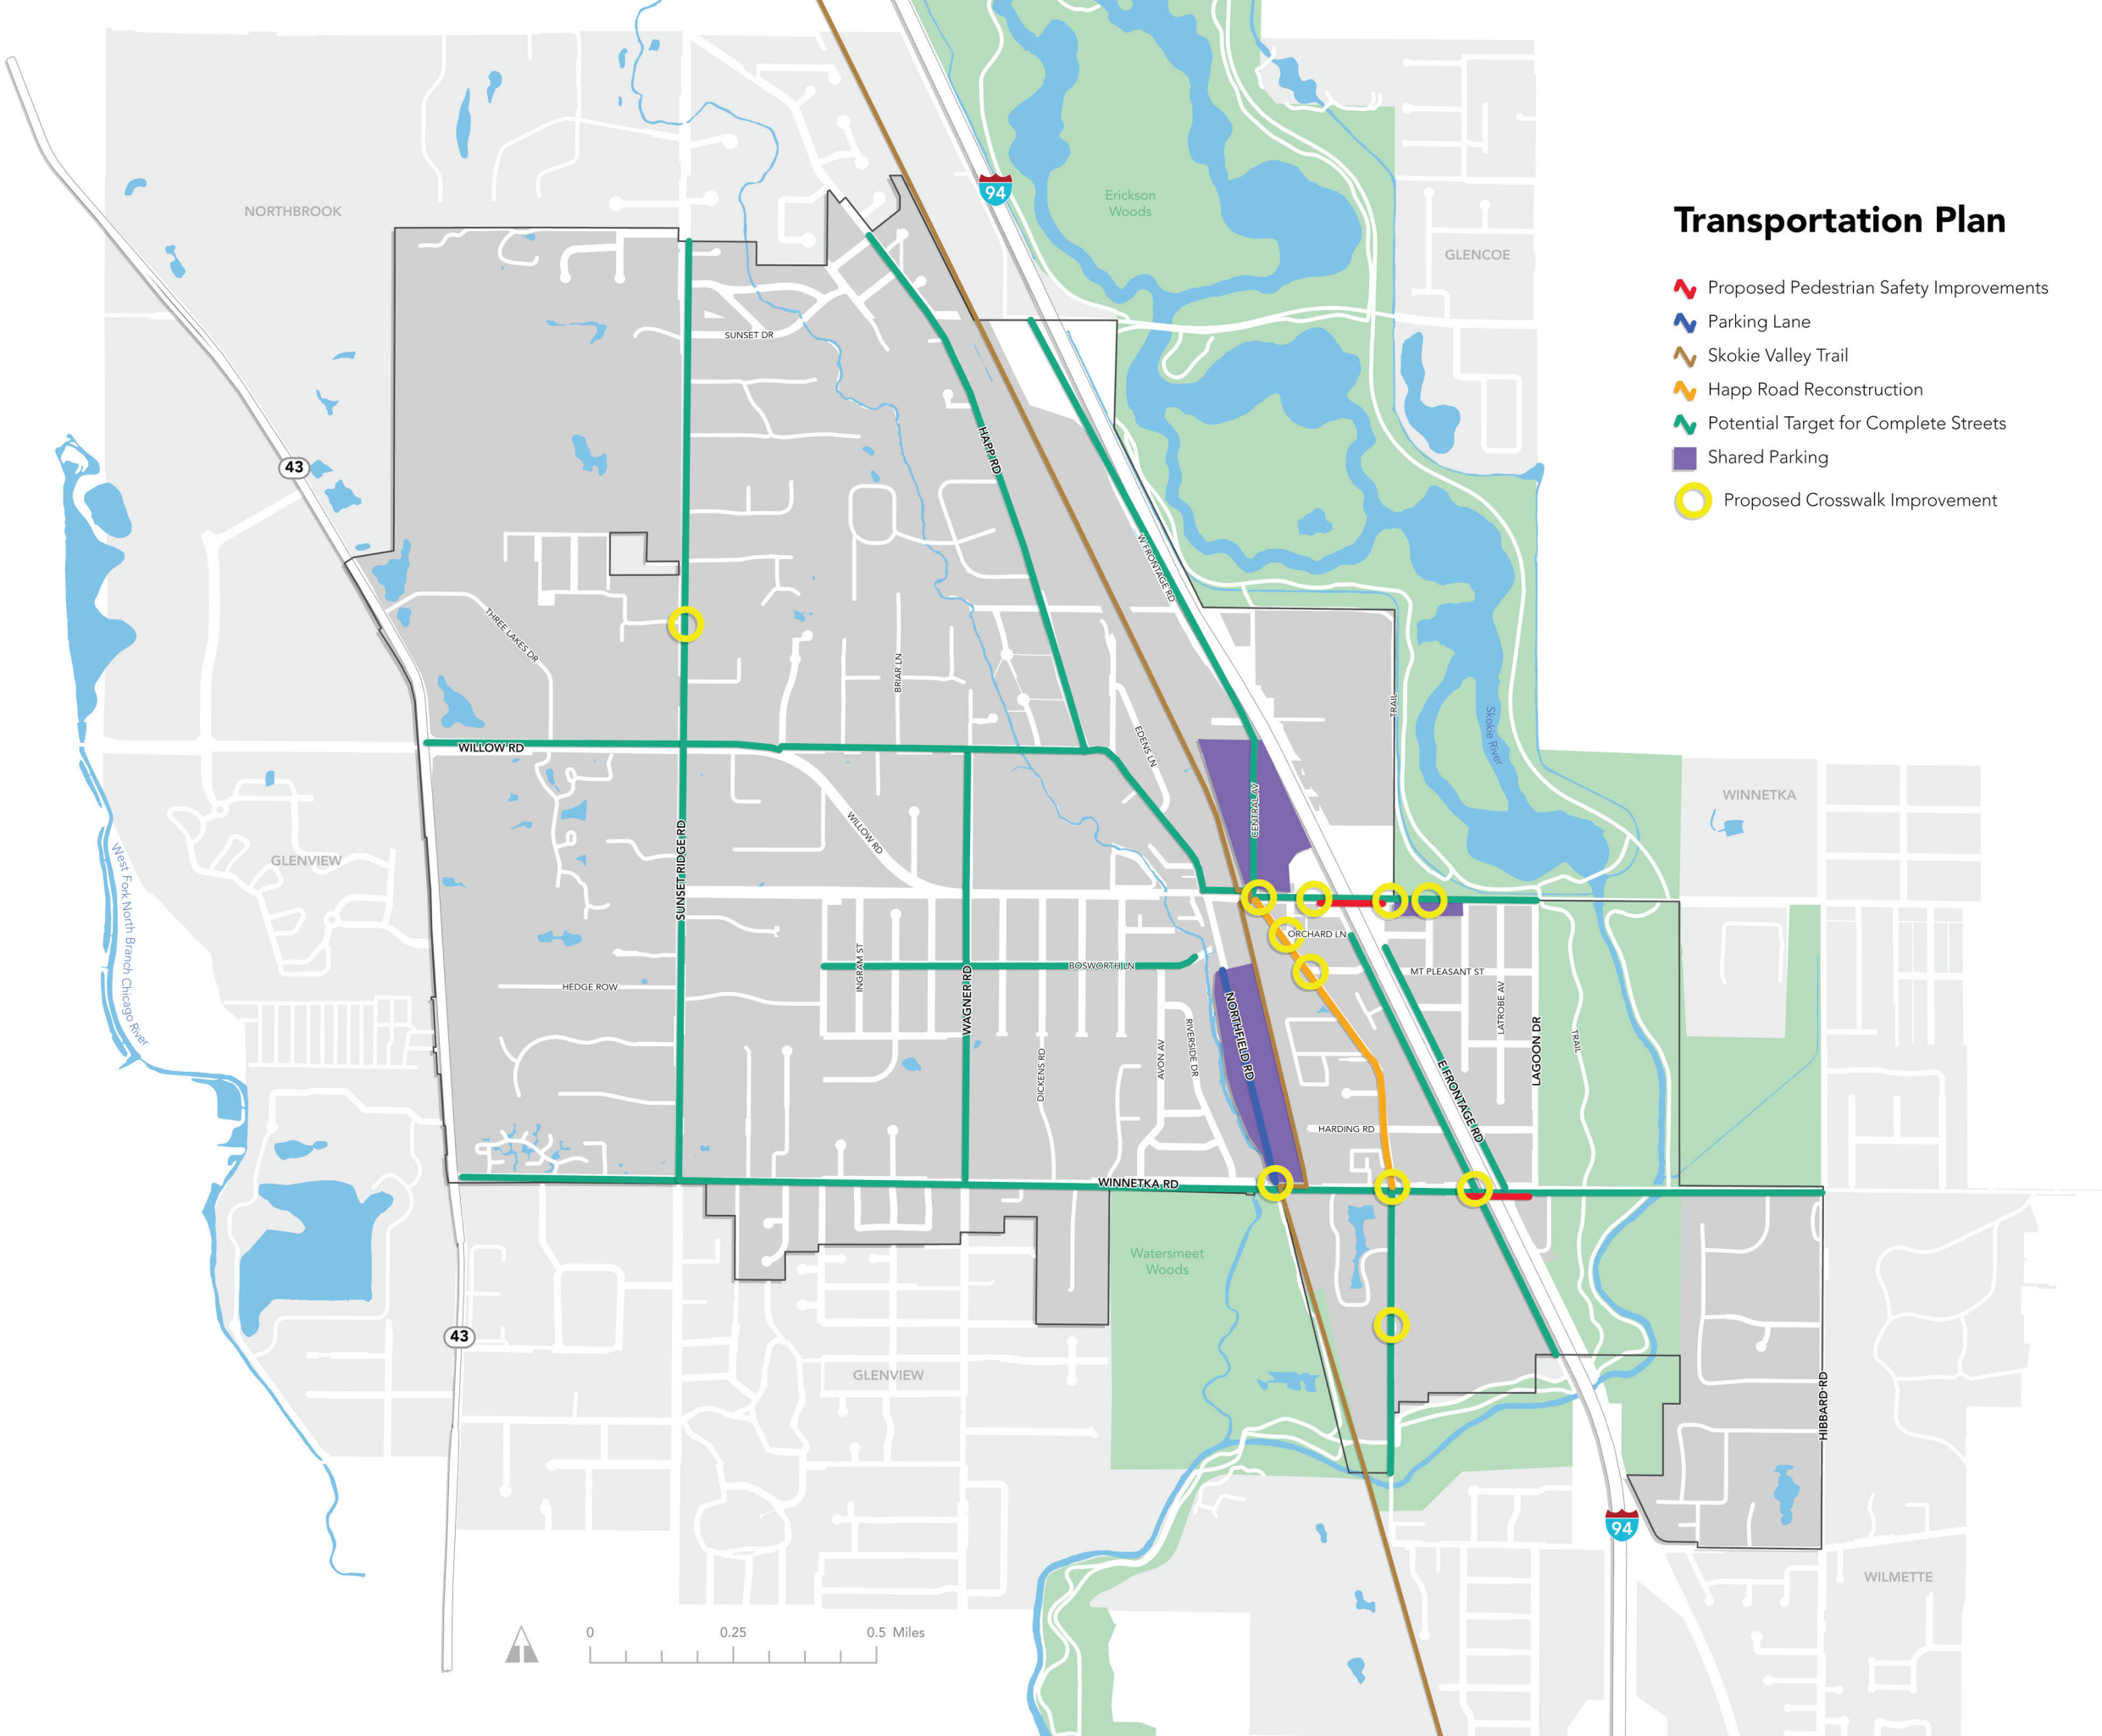 Transportation Plan
Proposed Pedestrian Safety Improvements
Parking Lane
Skokie Valley Trail
Happ Road Reconstruction
Potential Target for Complete Streets
Shared Parking
Proposed Crosswalk Improvement
94
Erickson
Woods
NORTHBROOK
GLENCOE
SUNSET DR
HAPP RD
43
W FRONTAGE RD
THREE LAKES DR
BRIAR LN
TRAIL
Skokie River
EDENS LN
WILLOW RD
CENTRAL AV
WINNETKA
WILLOW RD
GLENVIEW
SUNSET RIDGE RD
West Fork North Branch Chicago River
ORCHARD LN
INGRAM ST
BOSWORTH LN
MT PLEASANT ST
HEDGE ROW
WAGNER RD
LATROBE AV
NORTHFIELD RD
RIVERSIDE DR
LAGOON DR
TRAIL
AVON AV
DICKENS RD
E FRONTAGE RD
HARDING RD
WINNETKA RD
Watersmeet
Woods
43
GLENVIEW
HIBBARD RD
94
WILMETTE
0 0.25 0.5 Miles